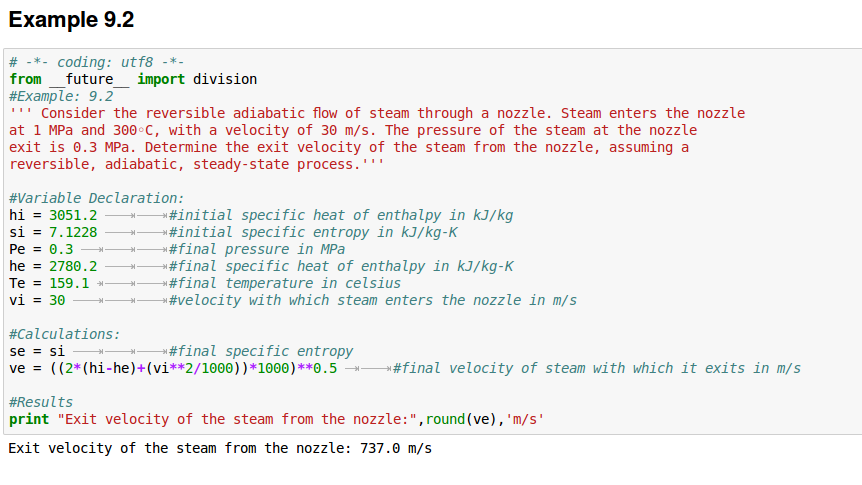 Example 9.2
# -*- coding: utf8 -*-
from __future__ import division
#Example: 9.2
''' Consider the reversible adiabatic flow of steam through a nozzle. Steam enters the nozzle
at 1 MPa and 300◦C, with a velocity of 30 m/s. The pressure of the steam at the nozzle
exit is 0.3 MPa. Determine the exit velocity of the steam from the nozzle, assuming a
reversible, adiabatic, steady-state process.'''
#Variable Declaration:
hi = 3051.2 #initial specific heat of enthalpy in kJ/kg
si = 7.1228 #initial specific entropy in kJ/kg-K
Pe = 0.3 #final pressure in MPa
he = 2780.2 #final specific heat of enthalpy in kJ/kg-K
Te = 159.1 #final temperature in celsius
vi = 30 #velocity with which steam enters the nozzle in m/s
#Calculations:
se = si #final specific entropy
ve = ((2*(hi-he)+(vi**2/1000))*1000)**0.5 #final velocity of steam with which it exits in m/s
#Results
print "Exit velocity of the steam from the nozzle:",round(ve),'m/s'
Exit velocity of the steam from the nozzle: 737.0 m/s